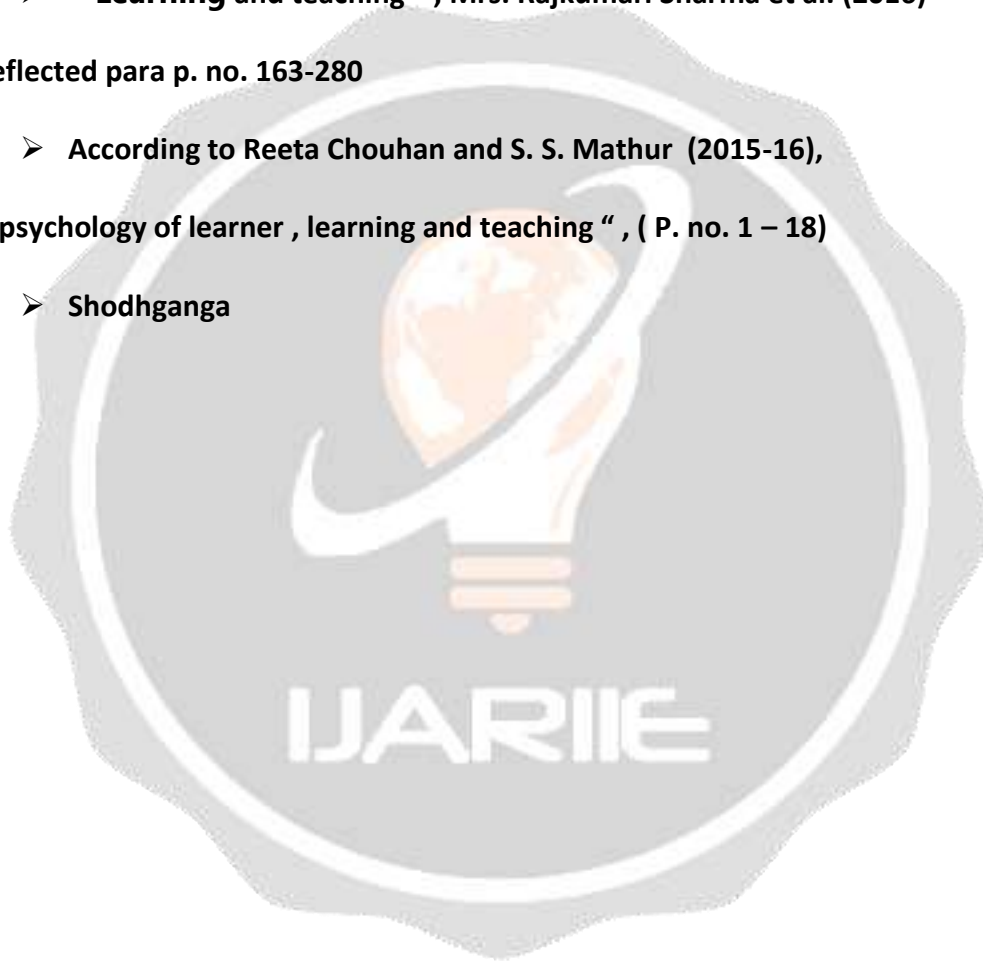 ➢ Learning and teaching " , Mrs. Rajkumari Sharma et al.
eflected para p. no. 163-280
➢ According to Reeta Chouhan and S. S. Mathur (2015-16),
psychology of learner , learning and teaching “ , ( P. no. 1 – 18)
➢ Shodhganga
IJARIIE